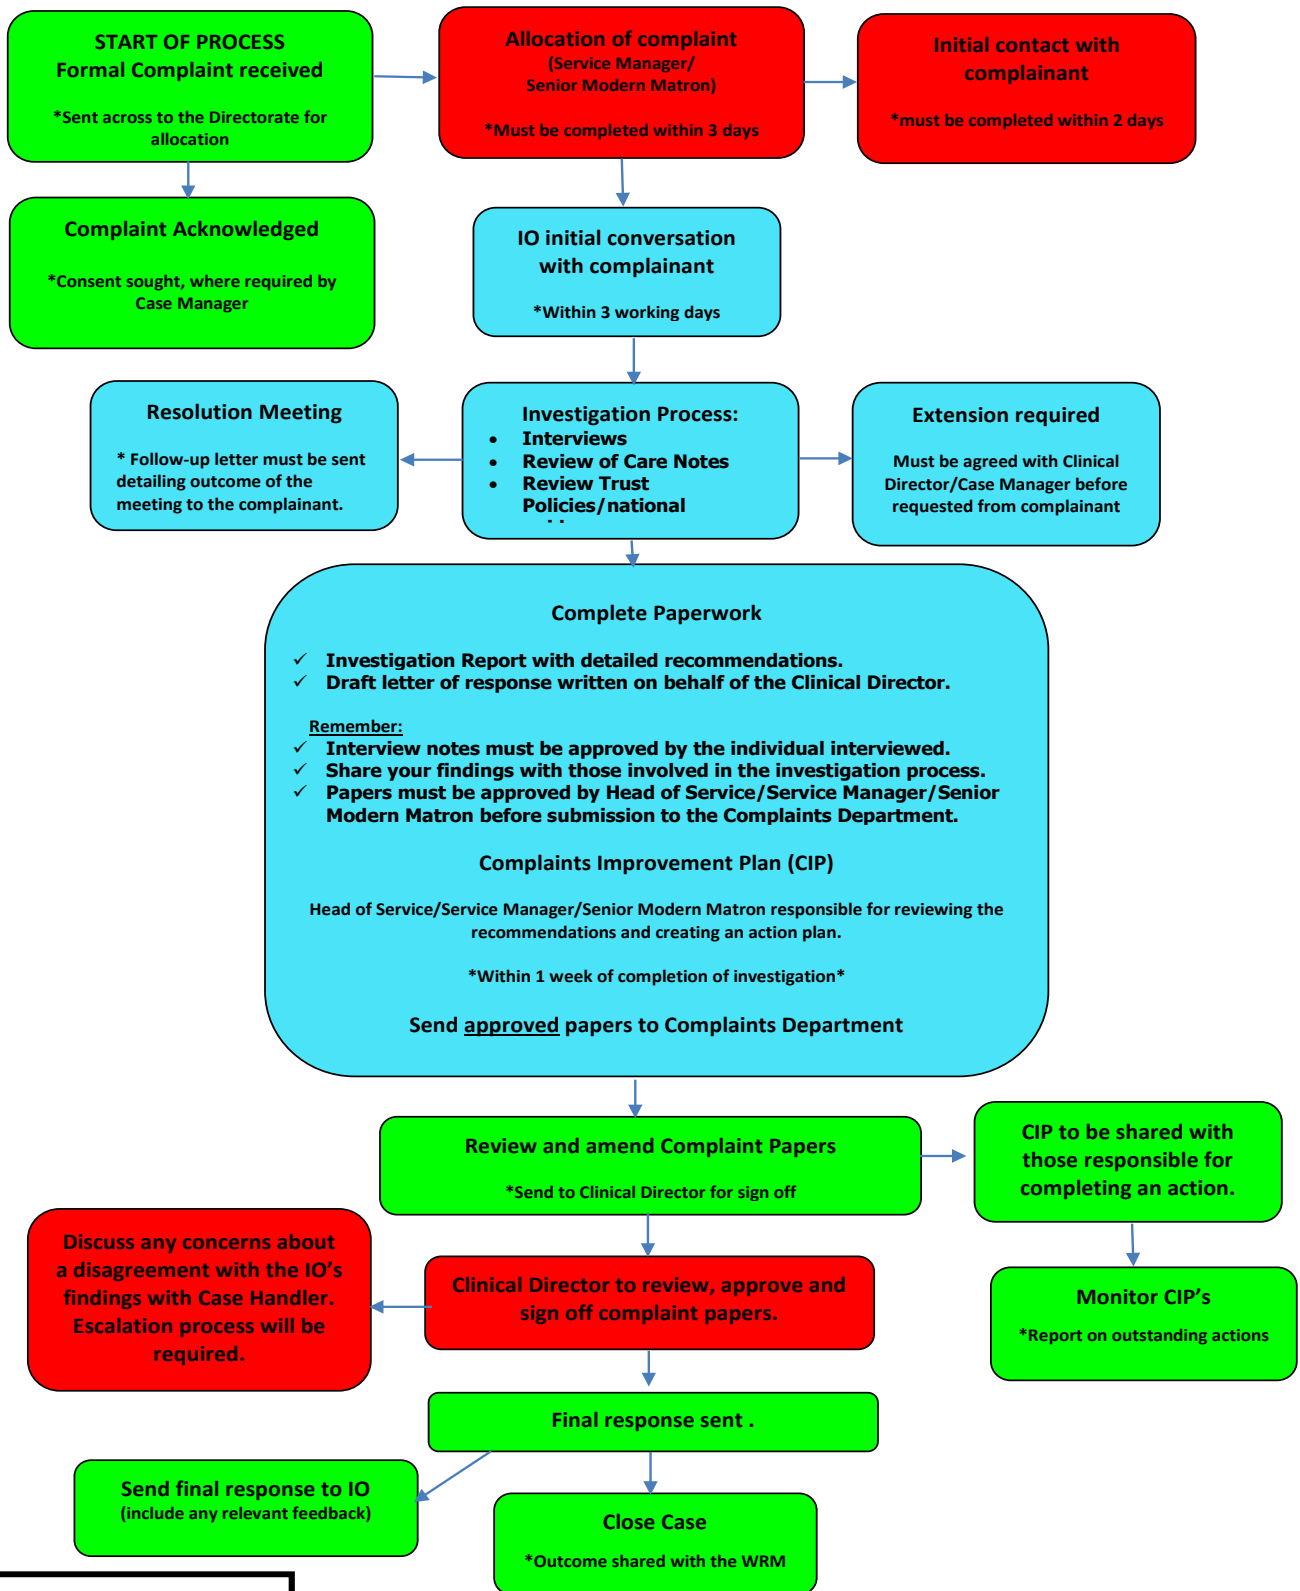 START OF PROCESS
Formal Complaint received
*Sent across to the Directorate for
allocation
Allocation of complaint
(Service Manager/
Senior Modern Matron)
*Must be completed within 3 days
Initial contact with
complainant
*must be completed within 2 days
Complaint Acknowledged
*Consent sought, where required by
Case Manager
IO initial conversation
with complainant
*Within 3 working days
Resolution Meeting
* Follow-up letter must be sent
detailing outcome of the
meeting to the complainant.
Investigation Process:
• Interviews
• Review of Care Notes
• Review Trust
Policies/national
Extension required
Must be agreed with Clinical
Director/Case Manager before
requested from complainant
Complete Paperwork
✓ Investigation Report with detailed recommendations.
✓ Draft letter of response written on behalf of the Clinical Director.
Remember:
✓ Interview notes must be approved by the individual interviewed.
✓ Share your findings with those involved in the investigation process.
✓ Papers must be approved by Head of Service/Service Manager/Senior
Modern Matron before submission to the Complaints Department.
Complaints Improvement Plan (CIP)
Head of Service/Service Manager/Senior Modern Matron responsible for reviewing the
recommendations and creating an action plan.
*Within 1 week of completion of investigation*
Send approved papers to Complaints Department
Review and amend Complaint Papers
*Send to Clinical Director for sign off
CIP to be shared with
those responsible for
completing an action.
Discuss any concerns about
a disagreement with the IO's
findings with Case Handler.
Escalation process will be
required.
Clinical Director to review, approve and
sign off complaint papers.
Monitor CIP's
*Report on outstanding actions
Final response sent .
Send final response to IO
(include any relevant feedback)
Close Case
*Outcome shared with the WRM